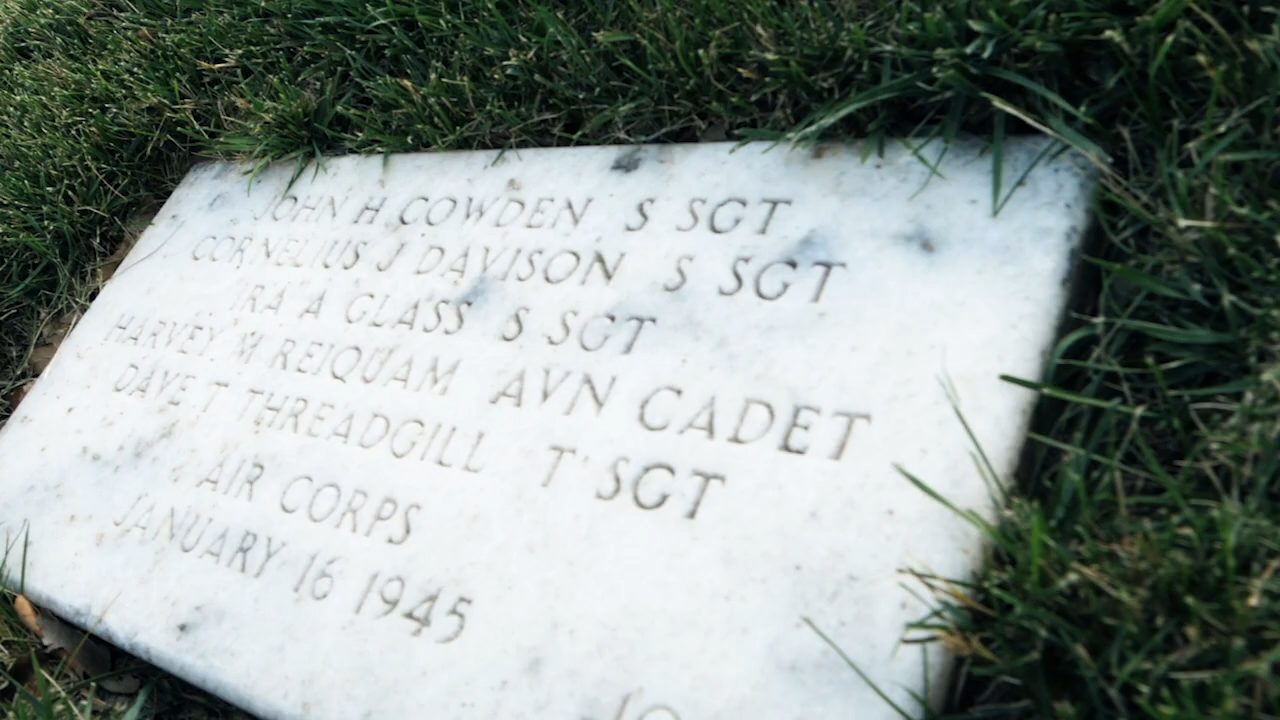 JOHN H COWDEN S SGT
CORNELIUS J DAVISON S SGT
IRA A GLASS S SGT
HARVEY M REIQUAM AVN CADET
DAVE T THREADGILL T SGT
AIR CORPS
JANUARY 16 1945